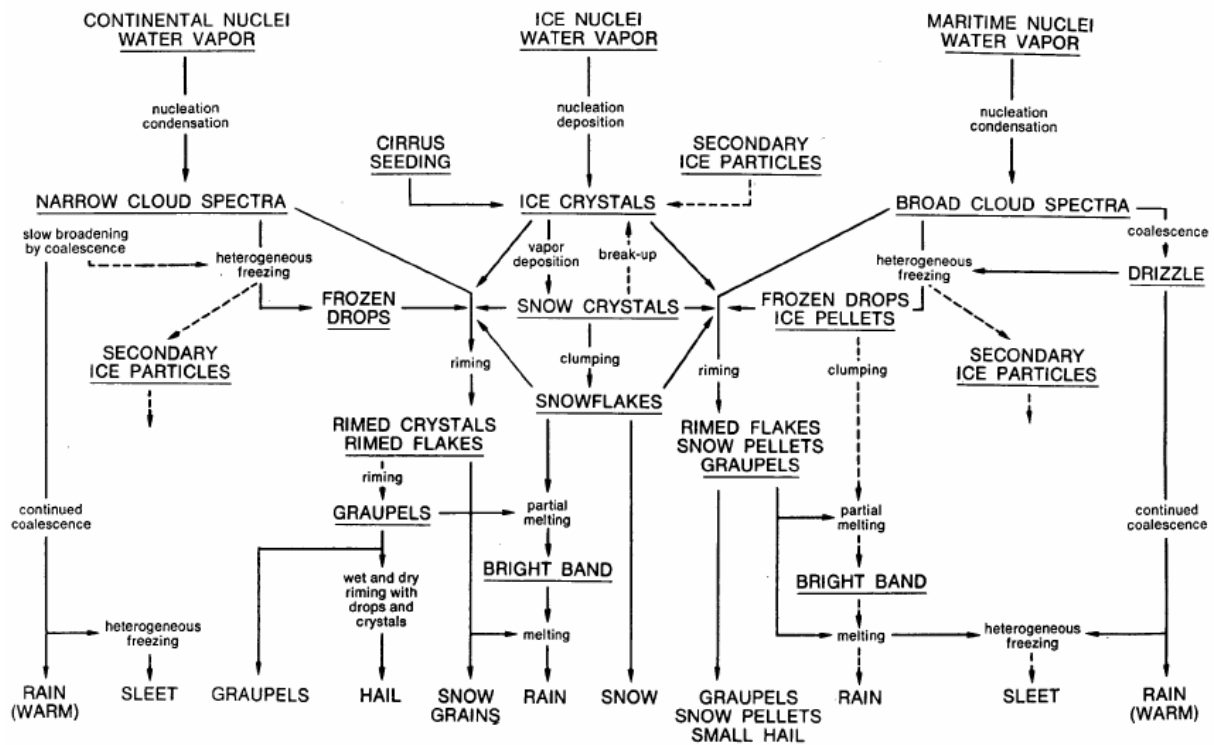 CONTINENTAL NUCLEI
WATER VAPOR
ICE NUCLEI
WATER VAPOR
MARITIME NUCLEI
WATER VAPOR
nucleation
condensation
nucleation
deposition
nucleation
condensation
CIRRUS
SEEDING
SECONDARY
ICE PARTICLES
NARROW CLOUD SPECTRA
ICE CRYSTALS
BROAD CLOUD SPECTRA
slow broadening
by coalescence
heterogeneous
freezing
vapor
deposition
break-up
heterogeneous
freezing
coalescence
DRIZZLE
FROZEN
DROPS
SNOW CRYSTALS
FROZEN DROPS
ICE PELLETS
SECONDARY
ICE PARTICLES
riming
clumping
riming
clumping
SECONDARY
ICE PARTICLES
SNOWFLAKES
RIMED CRYSTALS
RIMED FLAKES
RIMED FLAKES
SNOW PELLETS
GRAUPELS
riming
continued
coalescence
GRAUPELS
partial
melting
partial
melting
continued
coalescence
wet and dry
riming with
drops and
crystals
BRIGHT BAND
BRIGHT BAND
heterogeneous
freezing
melting
melting
heterogeneous
freezing
RAIN
(WARM)
SLEET
GRAUPELS
HAIL
SNOW
GRAINS
RAIN
SNOW
GRAUPELS
SNOW PELLETS
SMALL HAIL
RAIN
SLEET
RAIN
(WARM)